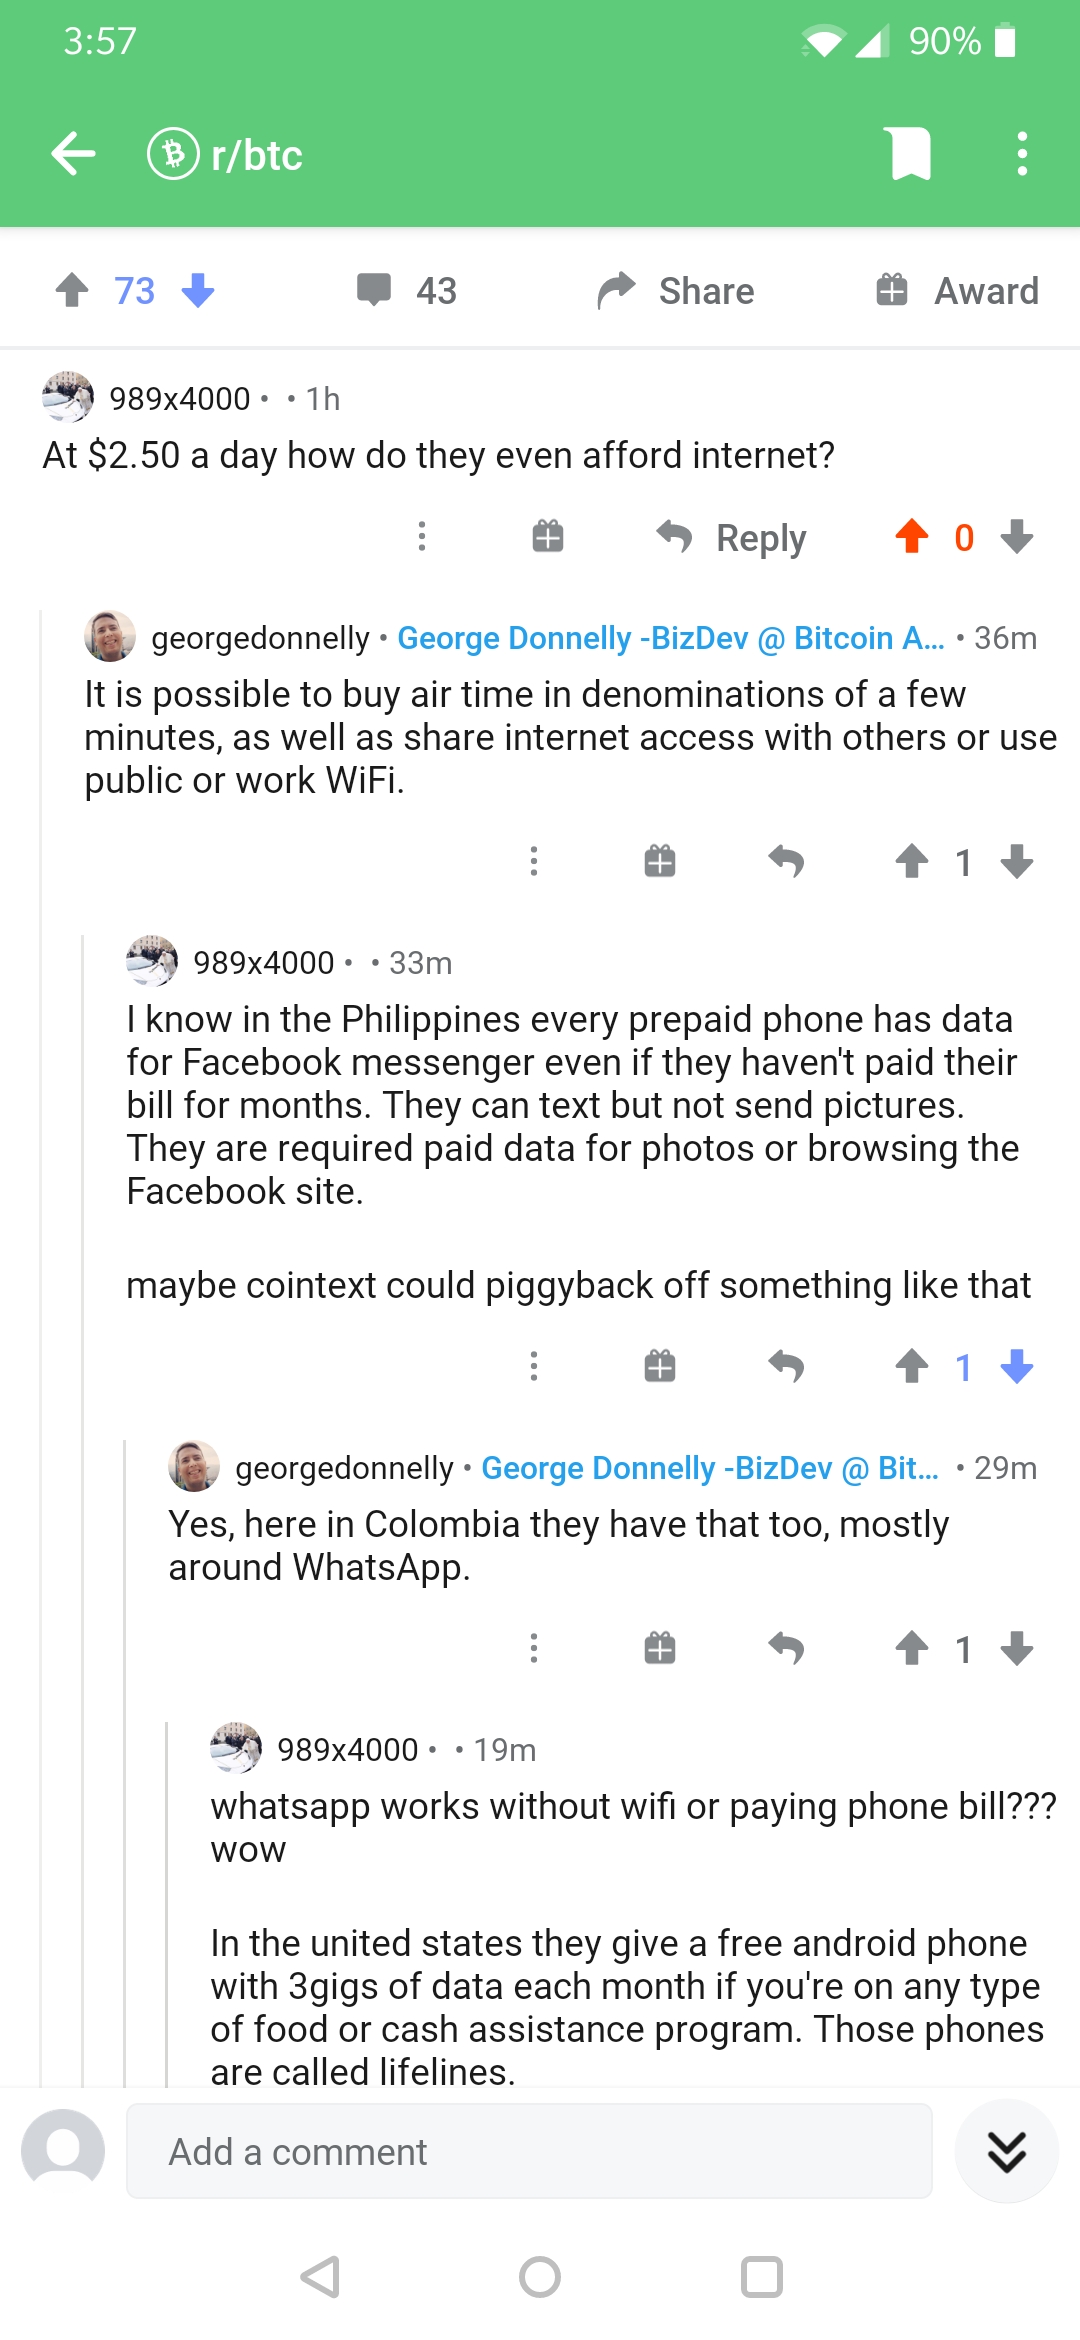 3:57 90%
r/btc
73 43 Share Award
989x4000 • • 1h
At $2.50 a day how do they even afford internet?
Reply 0
georgedonnelly • George Donnelly -BizDev @ Bitcoin A... • 36m
It is possible to buy air time in denominations of a few
minutes, as well as share internet access with others or use
public or work WiFi.
1
989x4000 • • 33m
I know in the Philippines every prepaid phone has data
for Facebook messenger even if they haven't paid their
bill for months. They can text but not send pictures.
They are required paid data for photos or browsing the
Facebook site.
maybe cointext could piggyback off something like that
1
georgedonnelly • George Donnelly -BizDev @ Bit... • 29m
Yes, here in Colombia they have that too, mostly
around WhatsApp.
1
989x4000 • • 19m
whatsapp works without wifi or paying phone bill???
wow
In the united states they give a free android phone
with 3gigs of data each month if you're on any type
of food or cash assistance program. Those phones
are called lifelines.
Add a comment